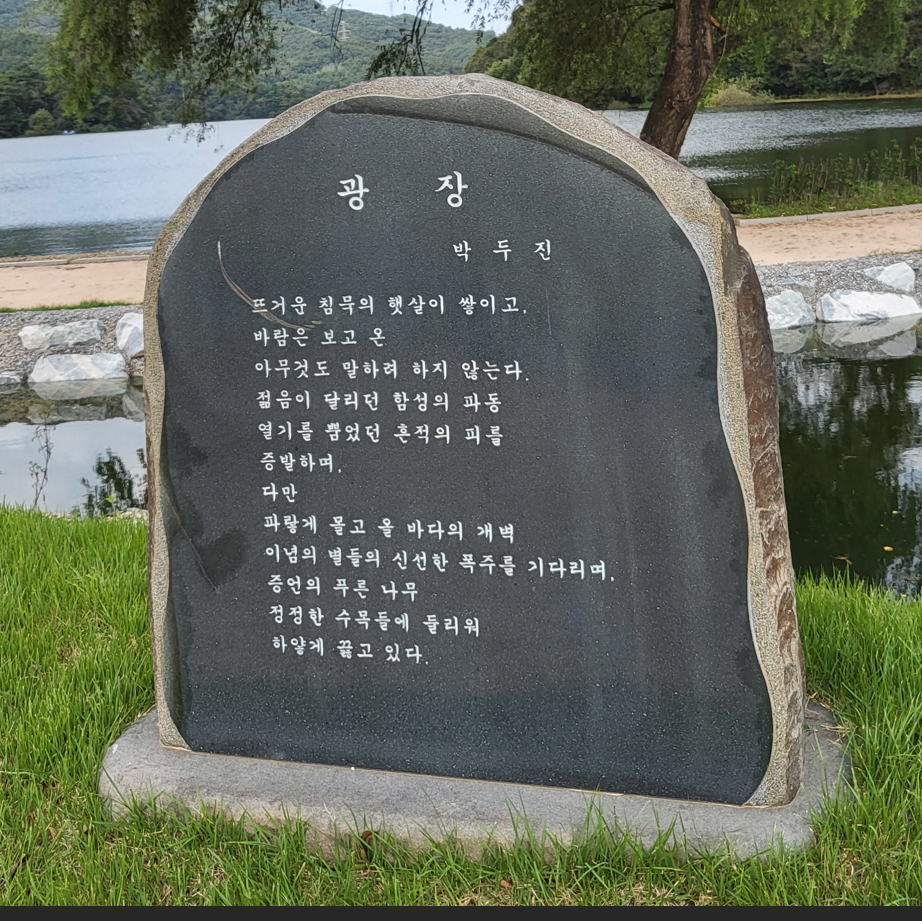 광 장
박 두 진
뜨거운 침묵의 햇살이 쌓이고,
바람은 보고 온
아무것도 말하려 하지 않는다.
젊음이 달리던 함성의 파동
열기를 뿜었던 흔적의 피를
증발하며,
다만
파랗게 몰고 올 바다의 개벽
이념의 별들의 신선한 폭주를 기다리며,
증언의 푸른 나무
정정한 수목들에 둘리워
하얗게 끓고 있다.